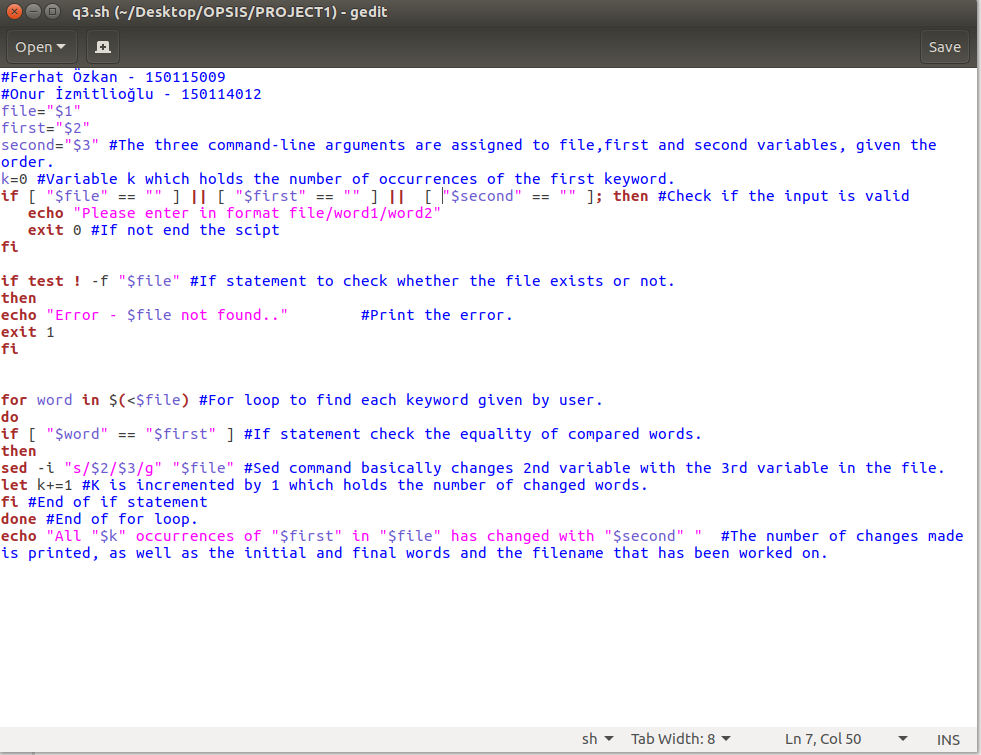 q3.sh (~/Desktop/OPSIS/PROJECT1) - gedit
Open
Save
#Ferhat Özkan - 150115009
#Onur İzmitlioğlu - 150114012
file="$1"
first="$2"
second="$3" #The three command-line arguments are assigned to file,first and second variables, given the
order.
k=0 #Variable k which holds the number of occurrences of the first keyword.
if [ "$file" == "" ] || [ "$first" == "" ] || [ "$second" == "" ]; then #Check if the input is valid
   echo "Please enter in format file/word1/word2"
   exit 0 #If not end the scipt
fi
if test ! -f "$file" #If statement to check whether the file exists or not.
then
echo "Error - $file not found.."        #Print the error.
exit 1
fi
for word in $(<$file) #For loop to find each keyword given by user.
do
if [ "$word" == "$first" ] #If statement check the equality of compared words.
then
sed -i "s/$2/$3/g" "$file" #Sed command basically changes 2nd variable with the 3rd variable in the file.
let k+=1 #K is incremented by 1 which holds the number of changed words.
fi #End of if statement
done #End of for loop.
echo "All "$k" occurrences of "$first" in "$file" has changed with "$second" "  #The number of changes made
is printed, as well as the initial and final words and the filename that has been worked on.
sh
Tab Width: 8
Ln 7, Col 50
INS